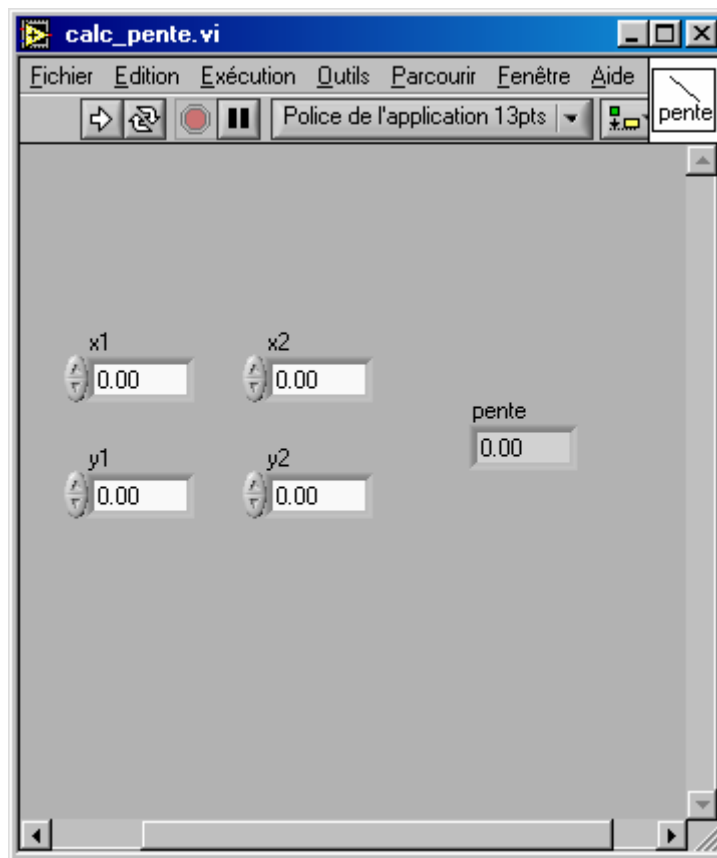 calc_pente.vi
Fichier Edition Exécution Outils Parcourir Fenêtre Aide
Police de l'application 13pts
pente
x1 x2
0.00 0.00
pente
0.00
y1 y2
0.00 0.00